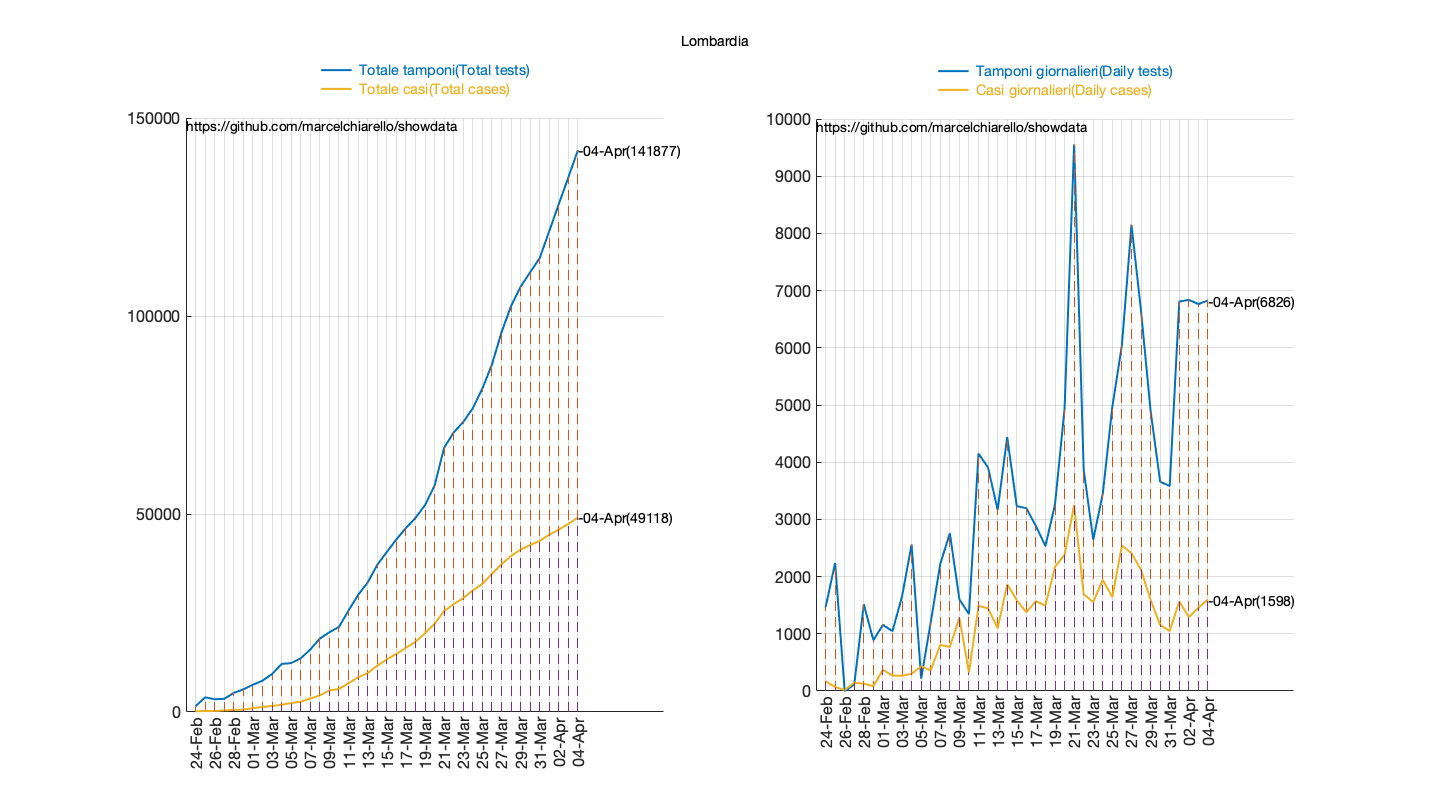 Lombardia
Totale tamponi(Total tests)
Totale casi(Total cases)
150000
https://github.com/marcelchiarello/showdata
-04-Apr(141877)
100000
50000
-04-Apr(49118)
0
24-Feb
26-Feb
28-Feb
01-Mar
03-Mar
05-Mar
07-Mar
09-Mar
11-Mar
13-Mar
15-Mar
17-Mar
19-Mar
21-Mar
23-Mar
25-Mar
27-Mar
29-Mar
31-Mar
02-Apr
04-Apr
Tamponi giornalieri(Daily tests)
Casi giornalieri(Daily cases)
10000
https://github.com/marcelchiarello/showdata
9000
8000
7000
-04-Apr(6826)
6000
5000
4000
3000
2000
-04-Apr(1598)
1000
0
24-Feb
26-Feb
28-Feb
01-Mar
03-Mar
05-Mar
07-Mar
09-Mar
11-Mar
13-Mar
15-Mar
17-Mar
19-Mar
21-Mar
23-Mar
25-Mar
27-Mar
29-Mar
31-Mar
02-Apr
04-Apr